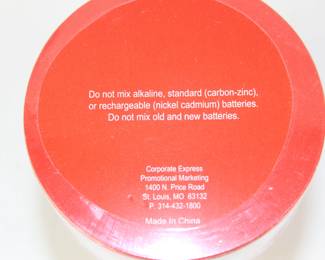 Do not mix alkaline, standard (carbon-zinc),
or rechargeable (nickel cadmium) batteries.
Do not mix old and new batteries.
Corporate Express
Promotional Marketing
1400 N. Price Road
St. Louis, MO 63132
P. 314-432-1800
Made In China